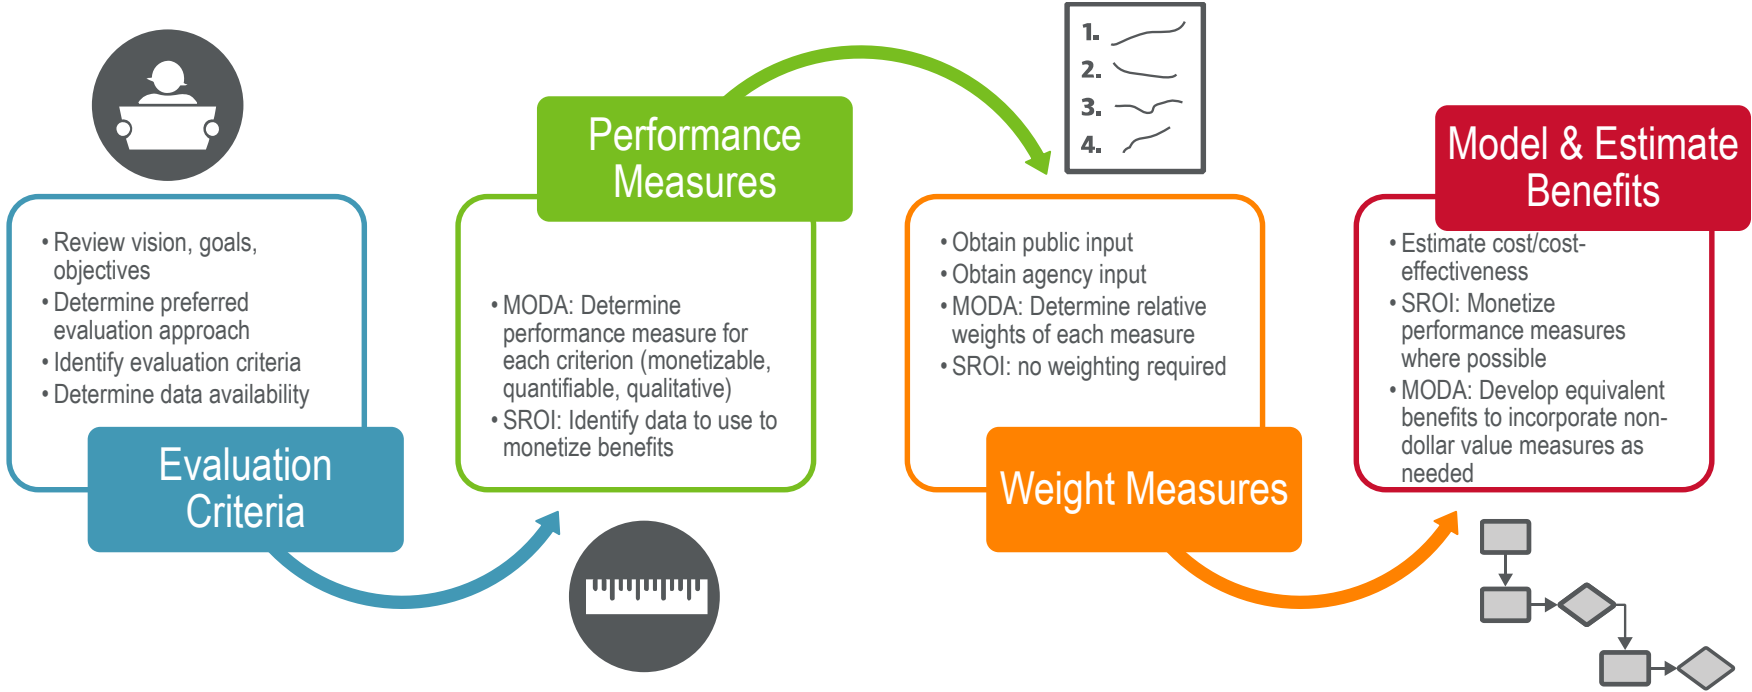 • Review vision, goals,
objectives
• Determine preferred
evaluation approach
• Identify evaluation criteria
• Determine data availability
Evaluation
Criteria
Performance
Measures
• MODA: Determine
performance measure for
each criterion (monetizable,
quantifiable, qualitative)
• SROI: Identify data to use to
monetize benefits
1.
2.
3.
4.
• Obtain public input
• Obtain agency input
• MODA: Determine relative
weights of each measure
• SROI: no weighting required
Weight Measures
Model & Estimate
Benefits
• Estimate cost/cost-
effectiveness
• SROI: Monetize
performance measures
where possible
• MODA: Develop equivalent
benefits to incorporate non-
dollar value measures as
needed